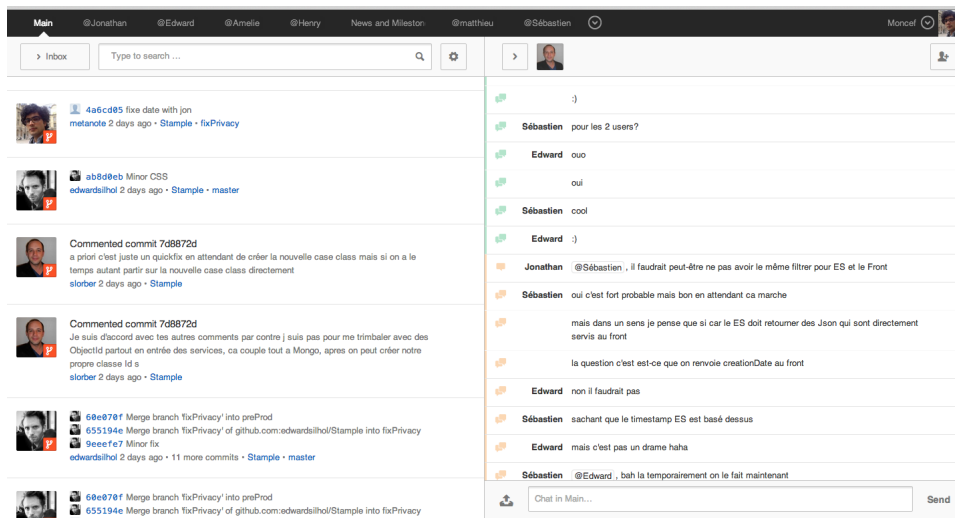 Main @Jonathan @Edward @Amelie @Henry News and Mileston @matthieu @Sébastien Moncef
> Inbox
Type to search ...
4a6cd05 fixe date with jon
metanote 2 days ago • Stample • fixPrivacy
ab8d0eb Minor CSS
edwardsilhol 2 days ago • Stample • master
Commented commit 7d8872d
a priori c'est juste un quickfix en attendant de créer la nouvelle case class mais si on a le
temps autant partir sur la nouvelle case class directement
slorber 2 days ago • Stample
Commented commit 7d8872d
Je suis d'accord avec tes autres comments par contre j suis pas pour me trimbaler avec des
ObjectId partout en entrée des services, ca couple tout a Mongo, apres on peut créer notre
propre classe Id s
slorber 2 days ago • Stample
60e070f Merge branch 'fixPrivacy' into preProd
655194e Merge branch 'fixPrivacy' of github.com:edwardsilhol/Stample into fixPrivacy
9eeefe7 Minor fix
edwardsilhol 2 days ago • 11 more commits • Stample • master
60e070f Merge branch 'fixPrivacy' into preProd
655194e Merge branch 'fixPrivacy' of github.com:edwardsilhol/Stample into fixPrivacy
:)
Sébastien pour les 2 users?
Edward ouo
oui
Sébastien cool
Edward :)
Jonathan @Sébastien , il faudrait peut-être ne pas avoir le même filtrer pour ES et le Front
Sébastien oui c'est fort probable mais bon en attendant ca marche
mais dans un sens je pense que si car le ES doit retourner des Json qui sont directement
servis au front
la question c'est est-ce que on renvoie creationDate au front
Edward non il faudrait pas
Sébastien sachant que le timestamp ES est basé dessus
Edward mais c'est pas un drame haha
Sébastien @Edward , bah la temporairement on le fait maintenant
Chat in Main...
Send